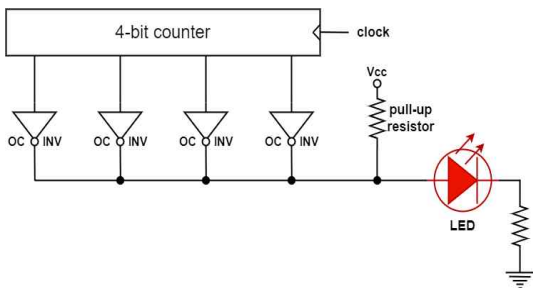 4-bit counter
clock
Vcc
pull-up
resistor
OC INV OC INV OC INV OC INV
LED